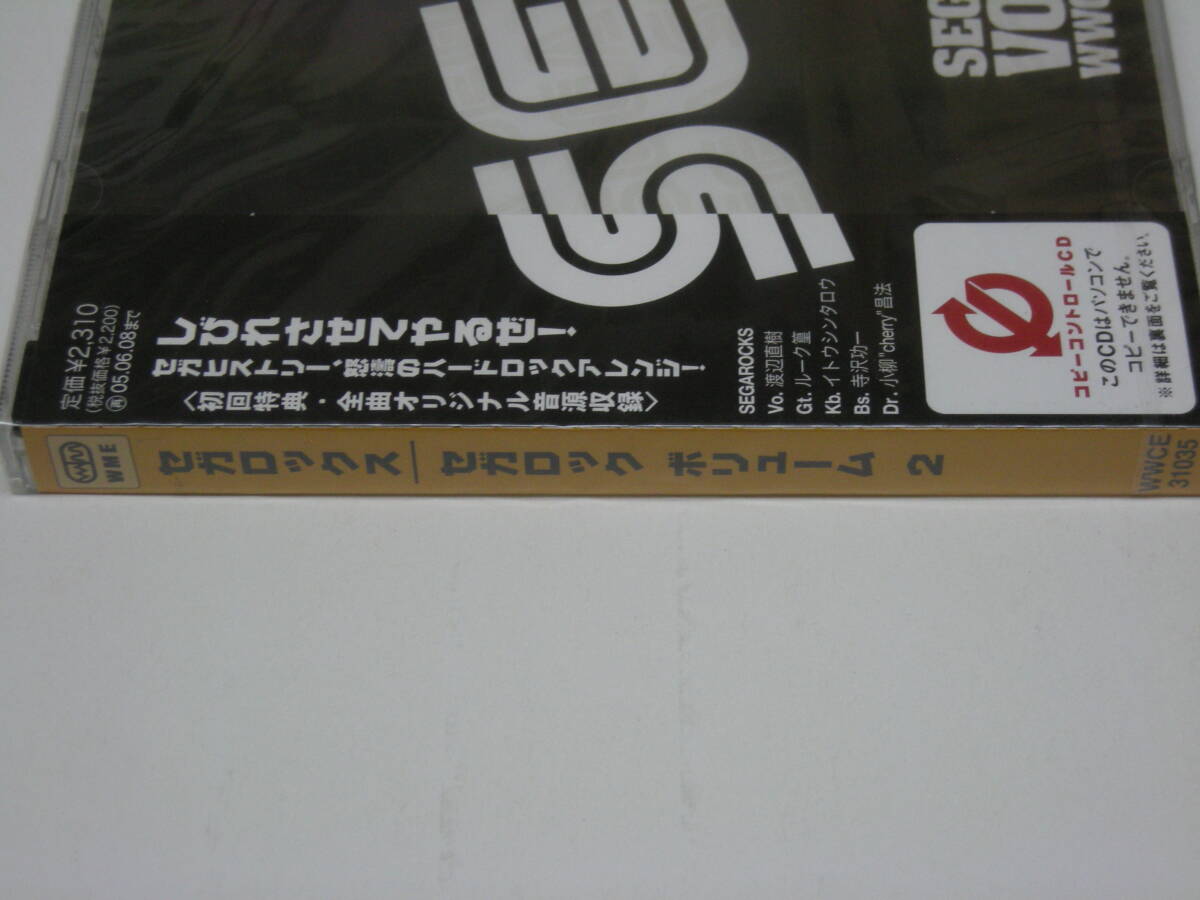 SEG
VO
WWC
しびれさせてやるぜー!
セガヒストリー、怒濤のハードロックアレンジ!
〈初回特典・全曲オリジナル音源収録〉
定価¥2,310
(税抜価格¥2,200)
再 05.06.08まで
SEGAROCKS
Vo. 渡辺直樹
Gt. ルーク篁
Kb. イトウシンタロウ
Bs. 寺沢功一
Dr. 小柳"cherry"昌法
コピーコントロールCD
このCDはパソコンで
コピーできません。
※詳細は裏面をご覧ください。
WME
セガロックス│セガロック ボリューム 2
WWCE
31035